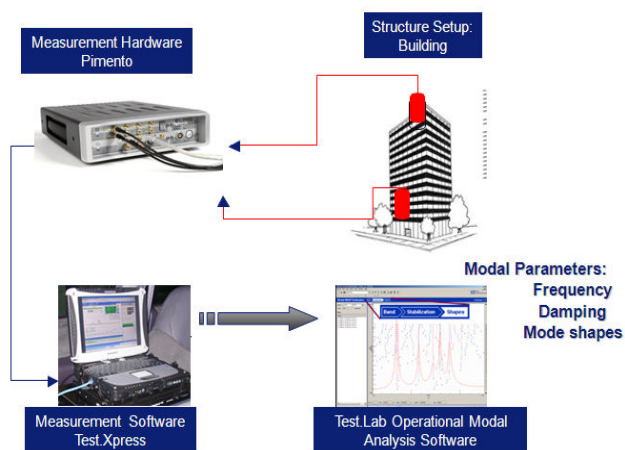 Measurement Hardware
Pimento
Structure Setup:
Building
Modal Parameters:
Frequency
Damping
Mode shapes
Band
Stabilization
Shapes
Measurement Software
Test.Xpress
Test.Lab Operational Modal
Analysis Software